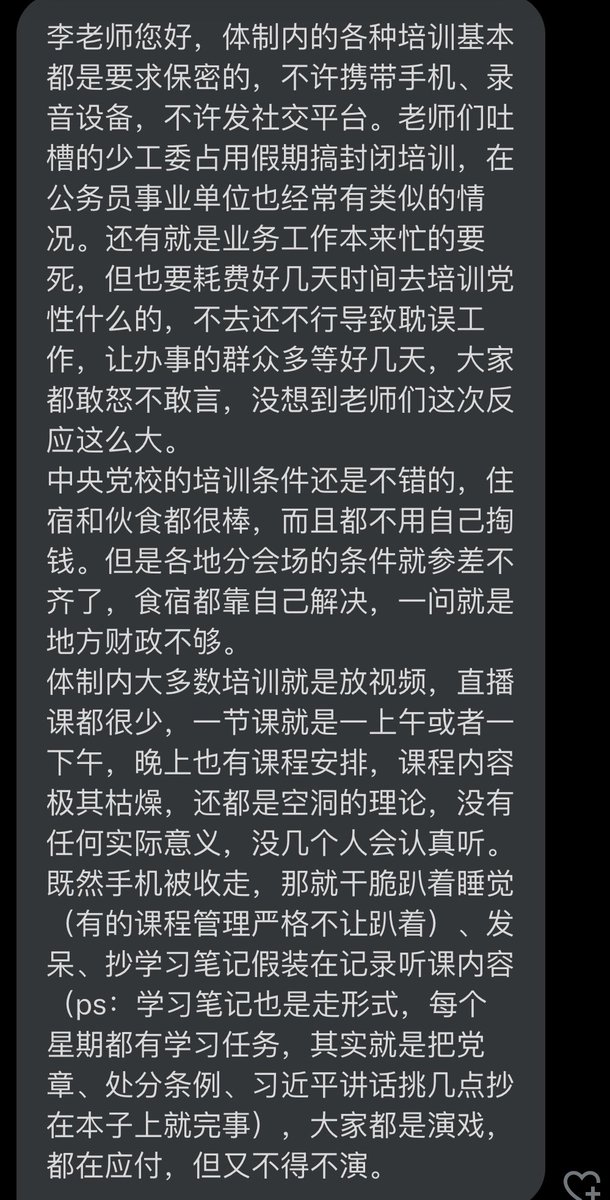 李老师您好，体制内的各种培训基本
都是要求保密的，不许携带手机、录
音设备，不许发社交平台。老师们吐
槽的少工委占用假期搞封闭培训，在
公务员事业单位也经常有类似的情
况。还有就是业务工作本来忙的要
死，但也要耗费好几天时间去培训党
性什么的，不去还不行导致耽误工
作，让办事的群众多等好几天，大家
都敢怒不敢言，没想到老师们这次反
应这么大。
中央党校的培训条件还是不错的，住
宿和伙食都很棒，而且都不用自己掏
钱。但是各地分会场的条件就参差不
齐了，食宿都靠自己解决，一问就是
地方财政不够。
体制内大多数培训就是放视频，直播
课都很少，一节课就是一上午或者一
下午，晚上也有课程安排，课程内容
极其枯燥，还都是空洞的理论，没有
任何实际意义，没几个人会认真听。
既然手机被收走，那就干脆趴着睡觉
（有的课程管理严格不让趴着）、发
呆、抄学习笔记假装在记录听课内容
（ps：学习笔记也是走形式，每个
星期都有学习任务，其实就是把党
章、处分条例、习近平讲话挑几点抄
在本子上就完事），大家都是演戏，
都在应付，但又不得不演。